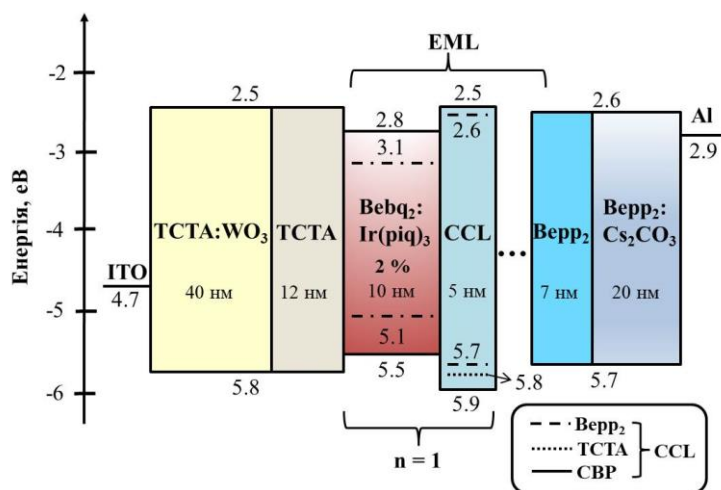 EML
Енергія, еВ
-2
-3
-4
-5
-6
2.5
2.8
2.5
2.6
Al
2.9
3.1
2.6
TCTA:WO₃
TCTA
Bebq₂:
Ir(piq)₃
2 %
CCL
Bepp₂
Bepp₂:
Cs₂CO₃
ITO
4.7
40 нм
12 нм
10 нм
5 нм
7 нм
20 нм
5.1
5.7
5.8
5.5
5.9
5.8
5.7
n = 1
Bepp₂
TCTA
CBP
CCL